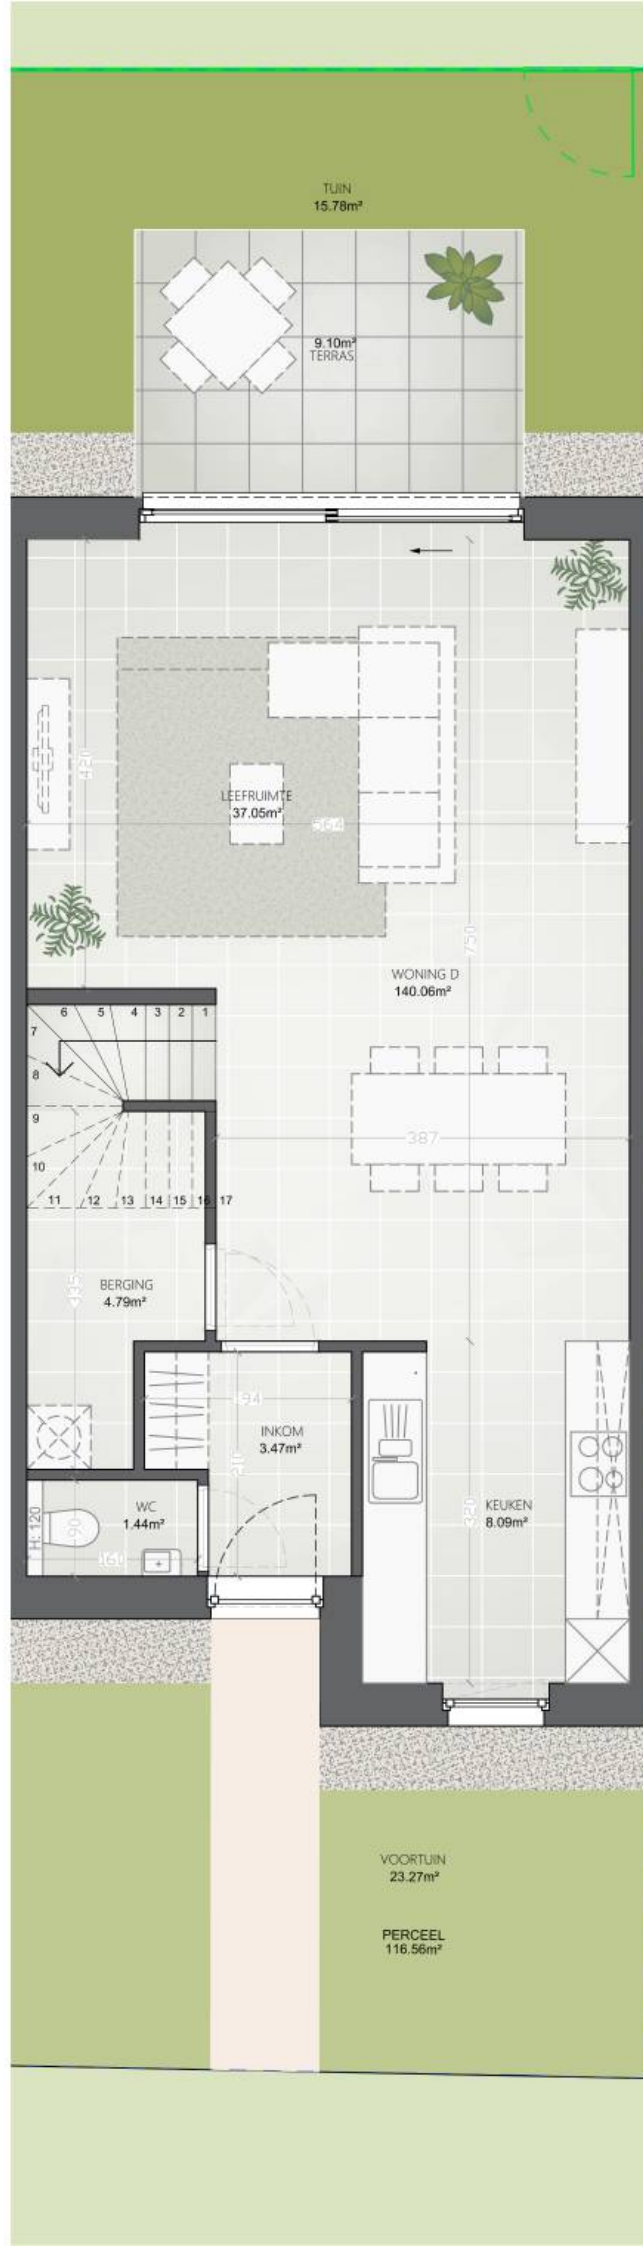 TUIN
15.78m²
9.10m²
TERRAS
420
LEEFRUIMTE
37.05m²
564
750
WONING D
140.06m²
6 5 4 3 2 1
7
8
9
10
11 12 13 14 15 16 17
387
BERGING
4.79m²
435
194
INKOM
3.47m²
210
WC
1.44m²
H: 120
90
160
KEUKEN
8.09m²
320
VOORTUIN
23.27m²
PERCEEL
116.56m²